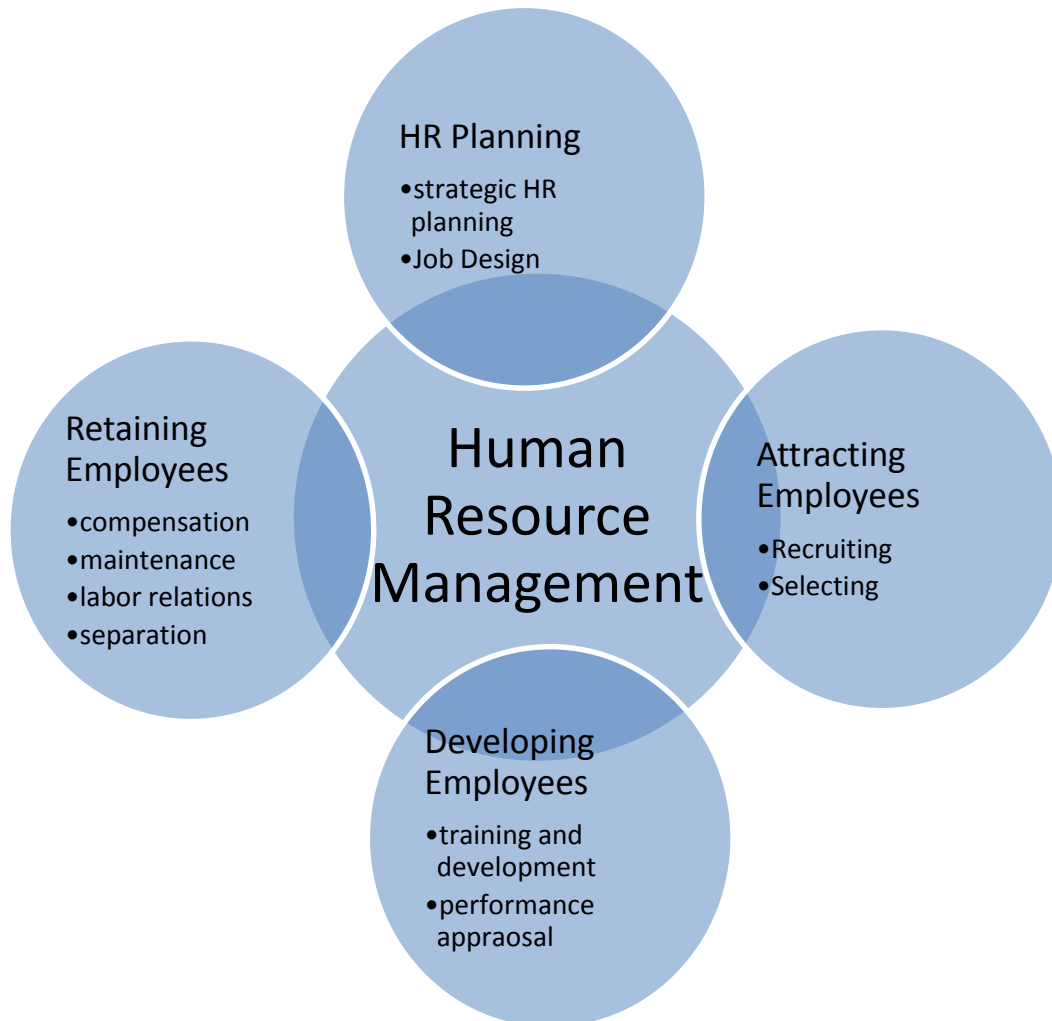 HR Planning
•strategic HR
planning
•Job Design
Retaining
Employees
•compensation
•maintenance
•labor relations
•separation
Human
Resource
Management
Attracting
Employees
•Recruiting
•Selecting
Developing
Employees
•training and
development
•performance
appraosal